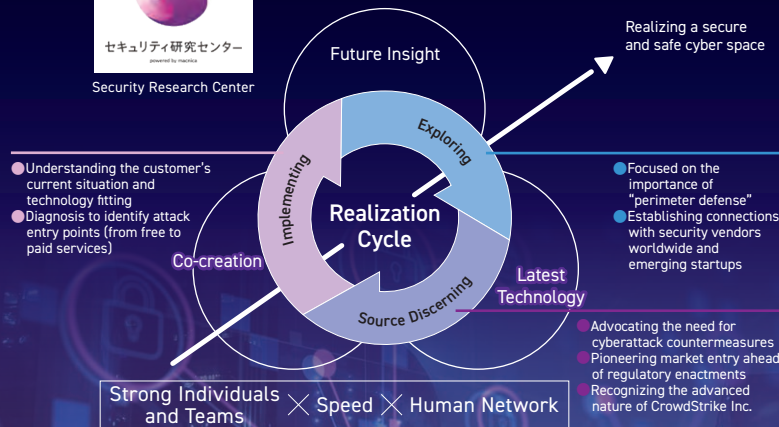 セキュリティ研究センター
powered by macnica
Security Research Center
Future Insight
Realizing a secure
and safe cyber space
Exploring
Implementing
Source Discerning
Realization
Cycle
Co-creation
Latest
Technology
●Understanding the customer's
current situation and
technology fitting
●Diagnosis to identify attack
entry points (from free to
paid services)
●Focused on the
importance of
"perimeter defense"
●Establishing connections
with security vendors
worldwide and
emerging startups
●Advocating the need for
cyberattack countermeasures
●Pioneering market entry ahead
of regulatory enactments
●Recognizing the advanced
nature of CrowdStrike Inc.
Strong Individuals
and Teams
× Speed × Human Network